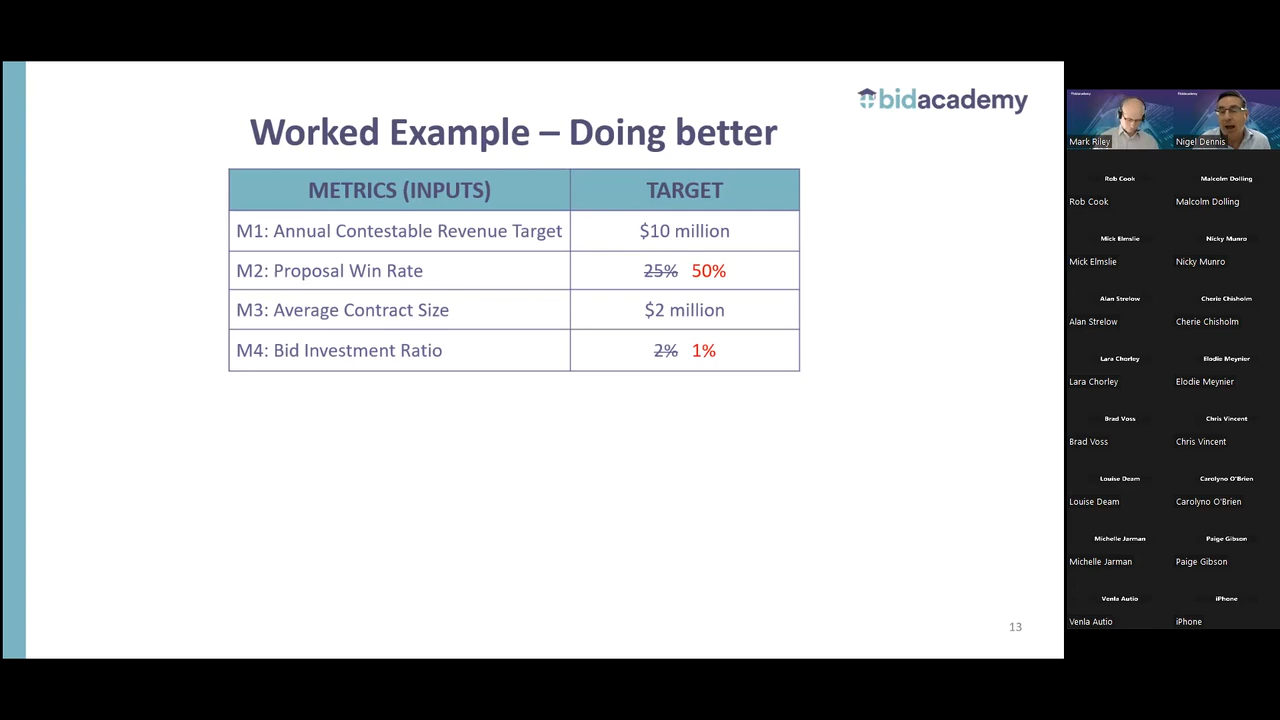 bidacademy
Worked Example – Doing better
METRICS (INPUTS) TARGET
M1: Annual Contestable Revenue Target $10 million
M2: Proposal Win Rate 25% 50%
M3: Average Contract Size $2 million
M4: Bid Investment Ratio 2% 1%
13
Mark Riley Nigel Dennis
Rob Cook Malcolm Dolling
Rob Cook Malcolm Dolling
Mick Elmslie Nicky Munro
Mick Elmslie Nicky Munro
Alan Strelow Cherie Chisholm
Alan Strelow Cherie Chisholm
Lara Chorley Elodie Meynier
Lara Chorley Elodie Meynier
Brad Voss Chris Vincent
Brad Voss Chris Vincent
Louise Deam Carolyno O'Brien
Louise Deam Carolyno O'Brien
Michelle Jarman Paige Gibson
Michelle Jarman Paige Gibson
Venla Autio iPhone
Venla Autio iPhone